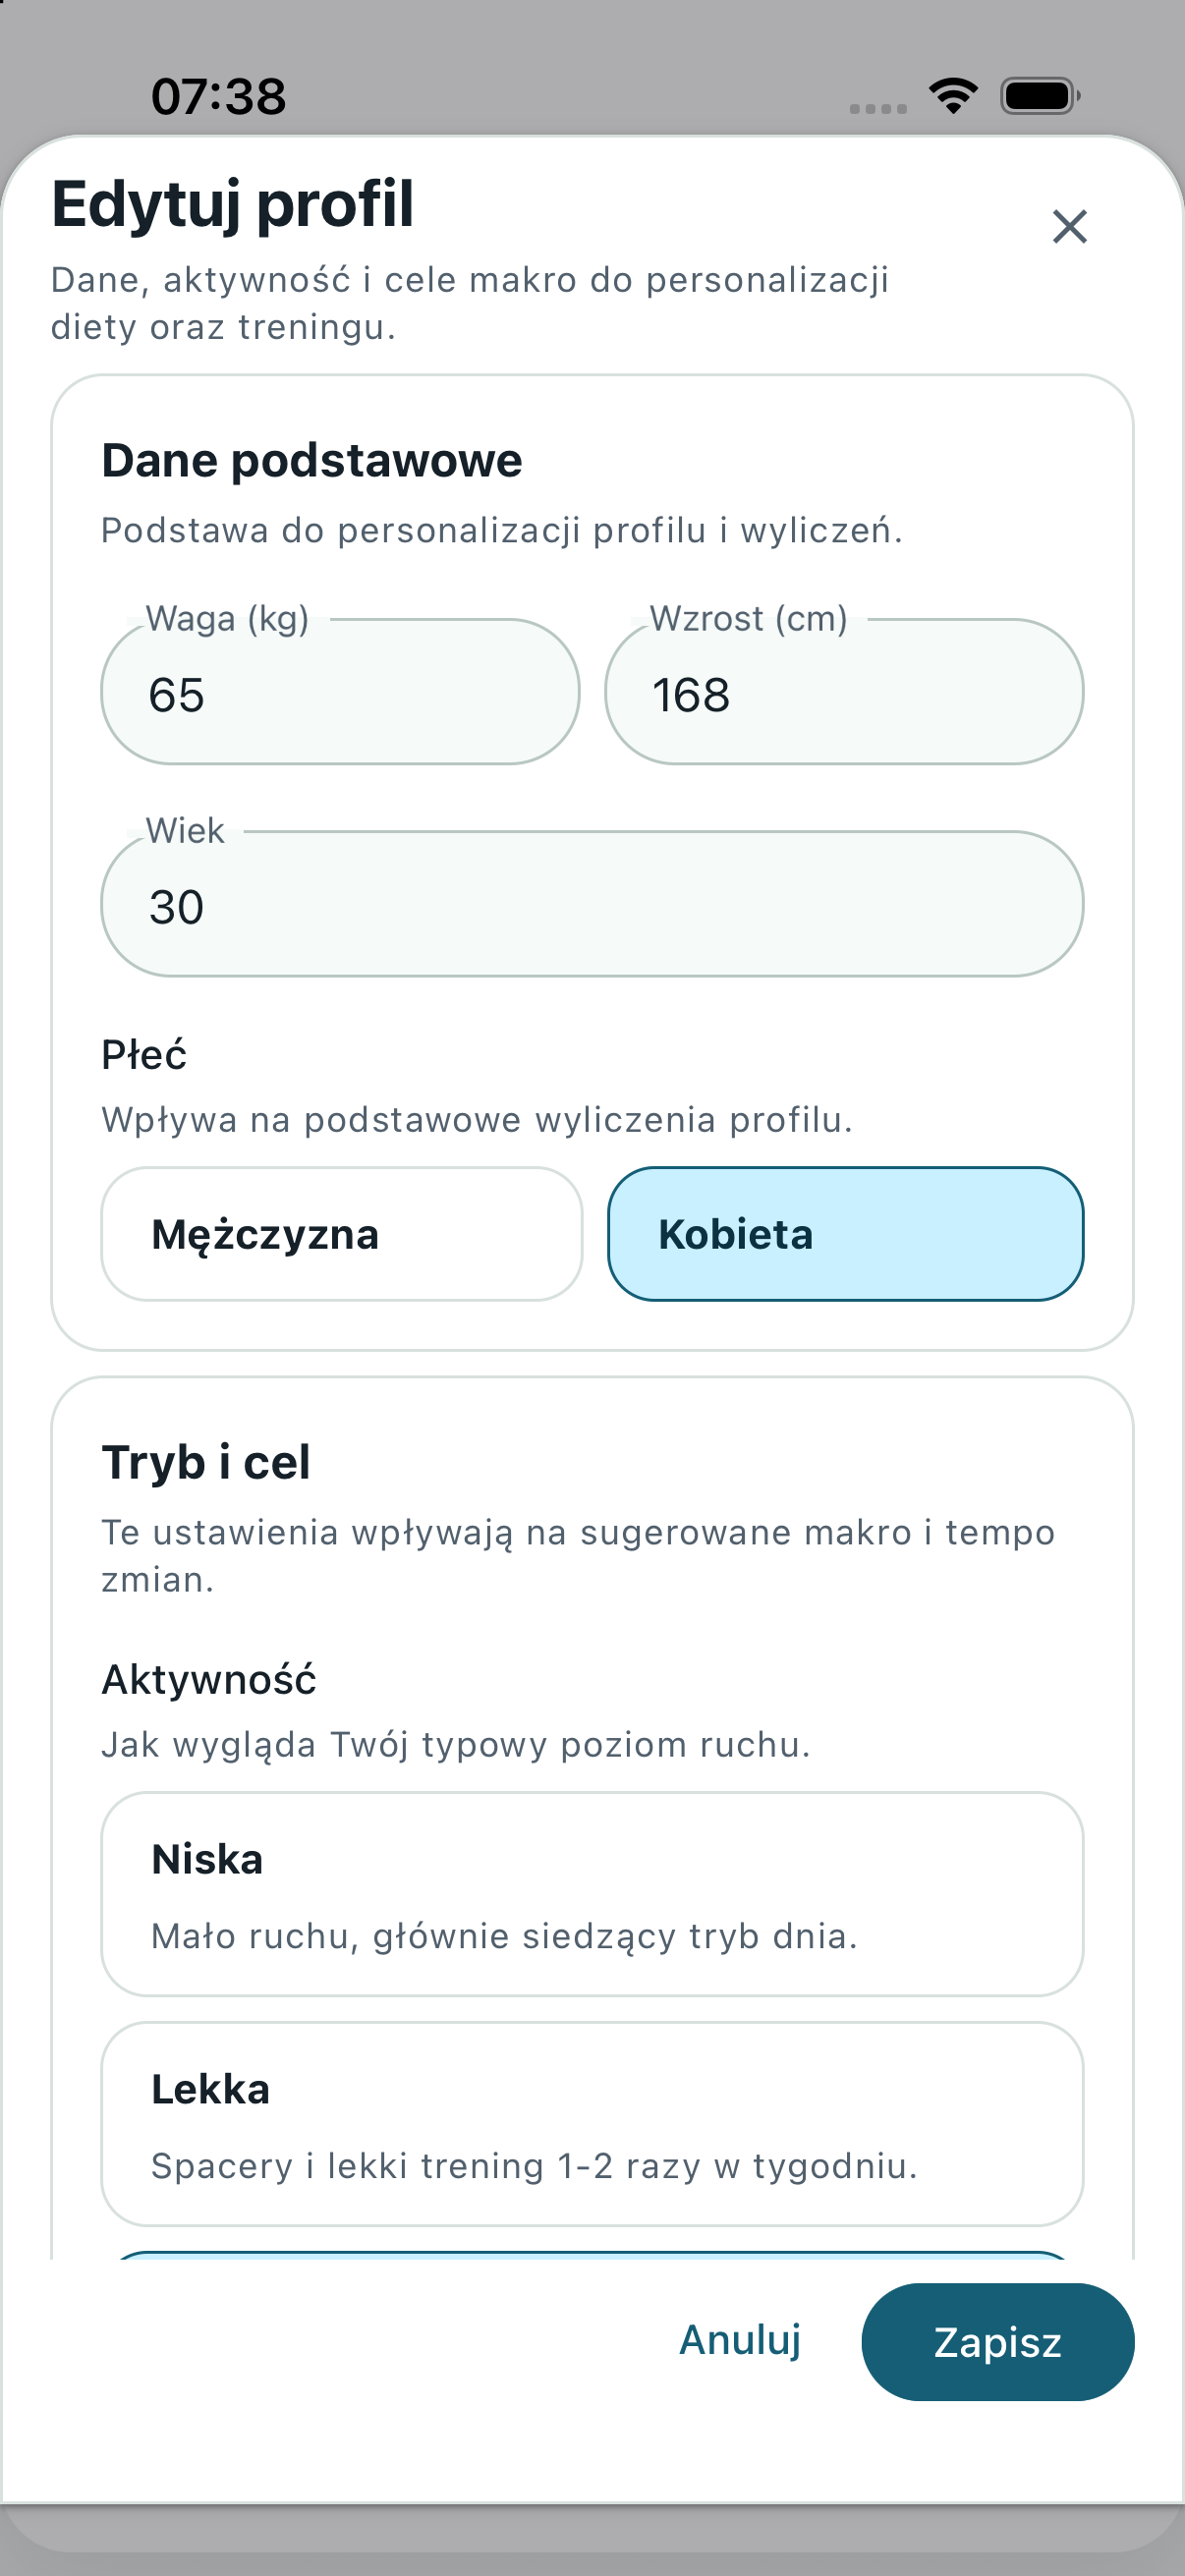 07:38
Edytuj profil
Dane, aktywność i cele makro do personalizacji
diety oraz treningu.
Dane podstawowe
Podstawa do personalizacji profilu i wyliczeń.
Waga (kg)
65
Wzrost (cm)
168
Wiek
30
Płeć
Wpływa na podstawowe wyliczenia profilu.
Mężczyzna
Kobieta
Tryb i cel
Te ustawienia wpływają na sugerowane makro i tempo
zmian.
Aktywność
Jak wygląda Twój typowy poziom ruchu.
Niska
Mało ruchu, głównie siedzący tryb dnia.
Lekka
Spacery i lekki trening 1-2 razy w tygodniu.
Anuluj
Zapisz